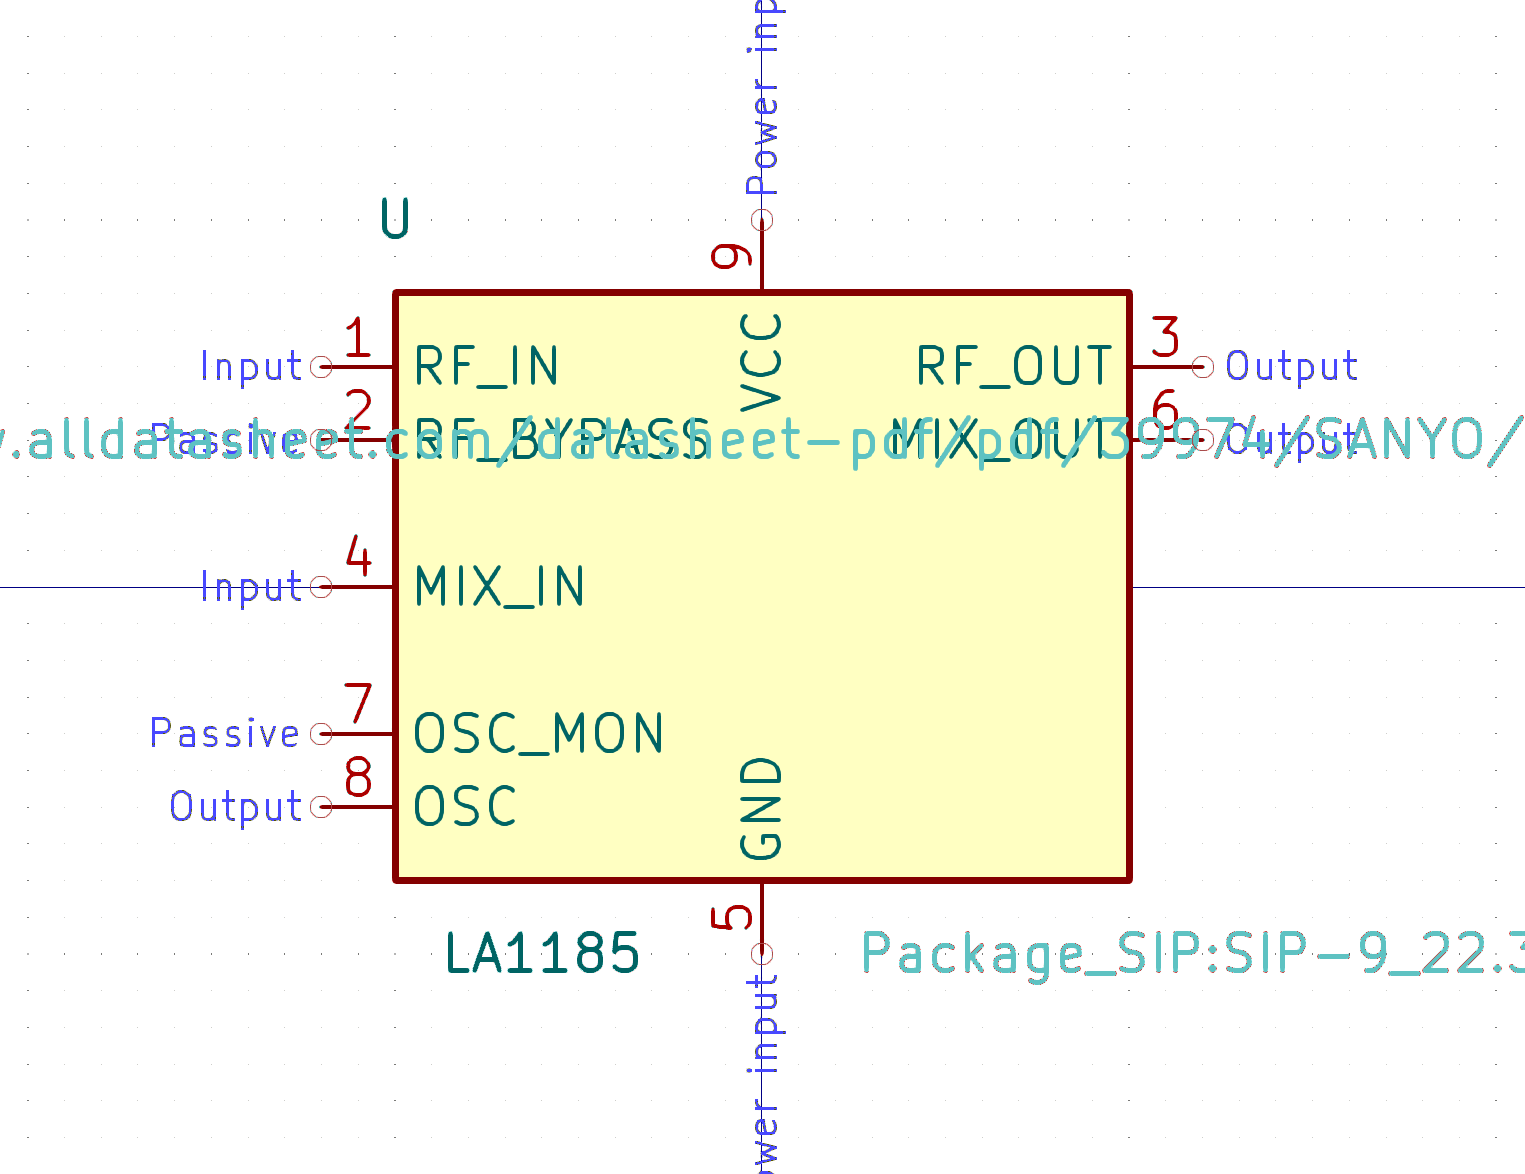 Power inp
U
9
Input 1 RF_IN VCC RF_OUT 3 Output
Passive 2 RF_BYPASS MIX_OUT 6 Output
.alldatasheet.com/datasheet-pdf/pdf/39974/SANYO/
Input 4 MIX_IN
Passive 7 OSC_MON
Output 8 OSC GND
5
LA1185 Package_SIP:SIP-9_22.3
ower input